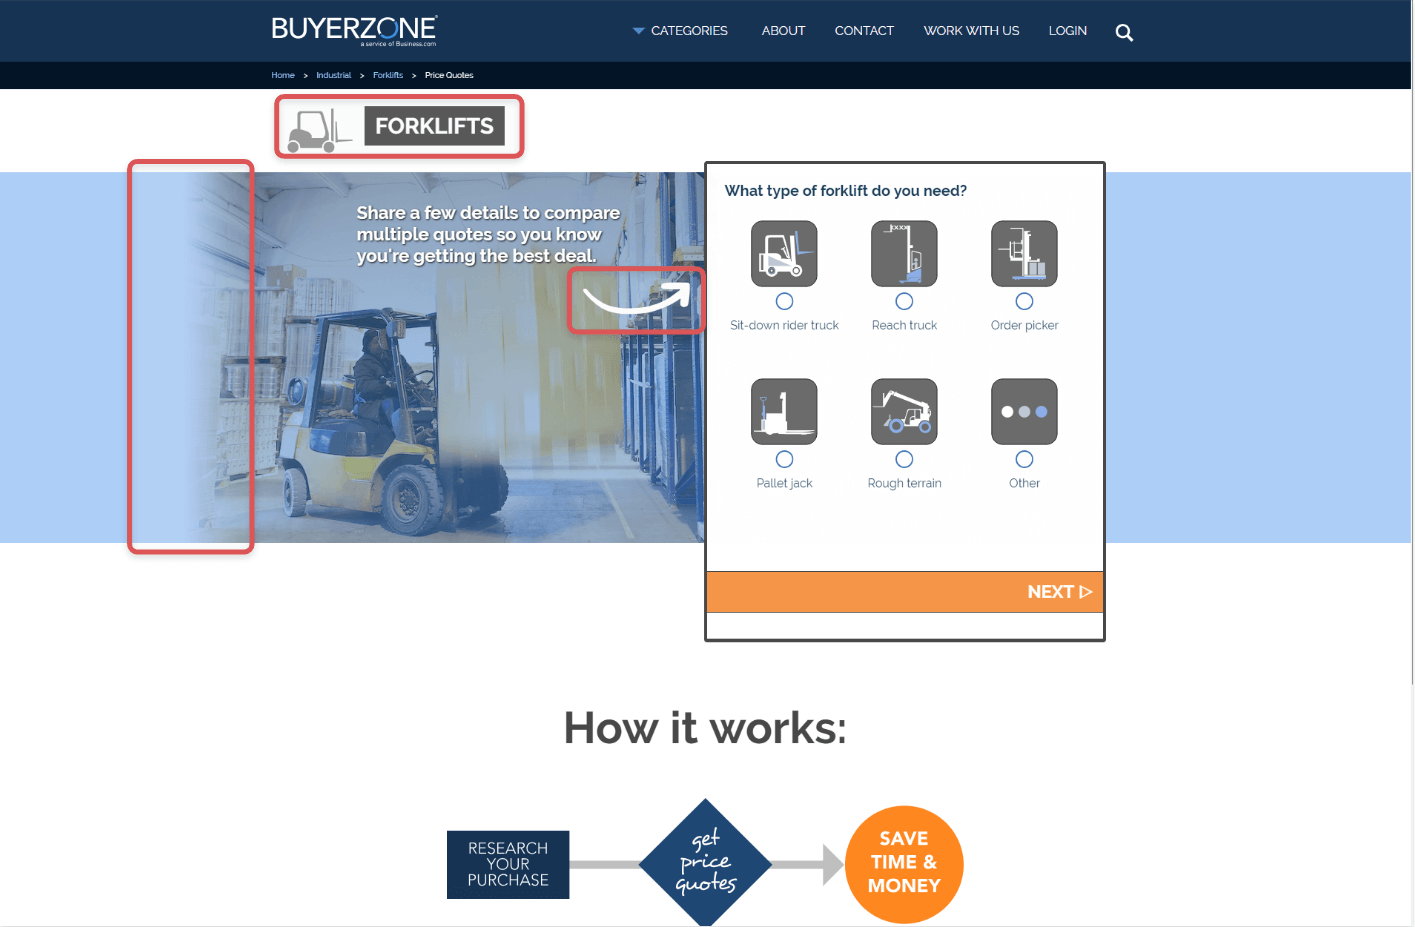 BUYERZONE®
a service of Business.com
CATEGORIES
ABOUT
CONTACT
WORK WITH US
LOGIN
Home > Industrial > Forklifts > Price Quotes
FORKLIFTS
Share a few details to compare
multiple quotes so you know
you're getting the best deal.
What type of forklift do you need?
Sit-down rider truck
Reach truck
Order picker
Pallet jack
Rough terrain
Other
NEXT
How it works:
RESEARCH
YOUR
PURCHASE
get
price
quotes
SAVE
TIME &
MONEY